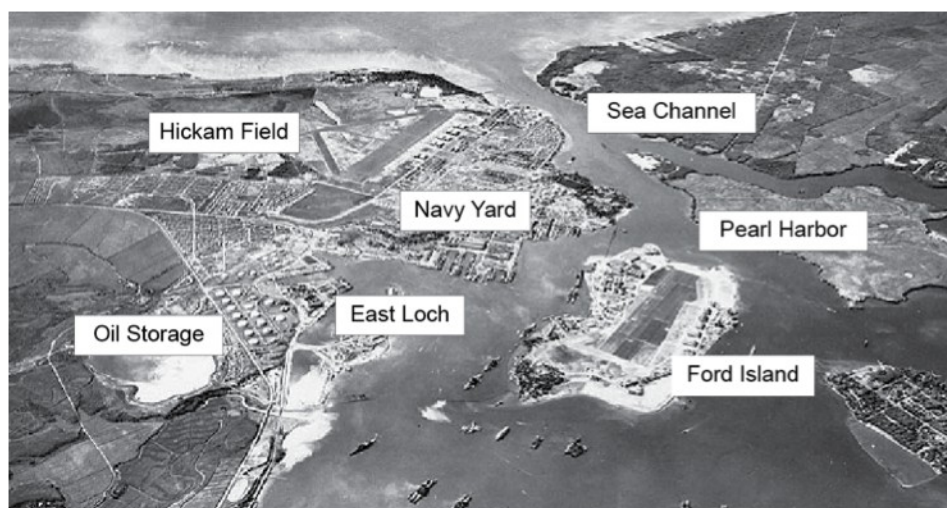 Sea Channel
Hickam Field
Navy Yard
Pearl Harbor
East Loch
Oil Storage
Ford Island